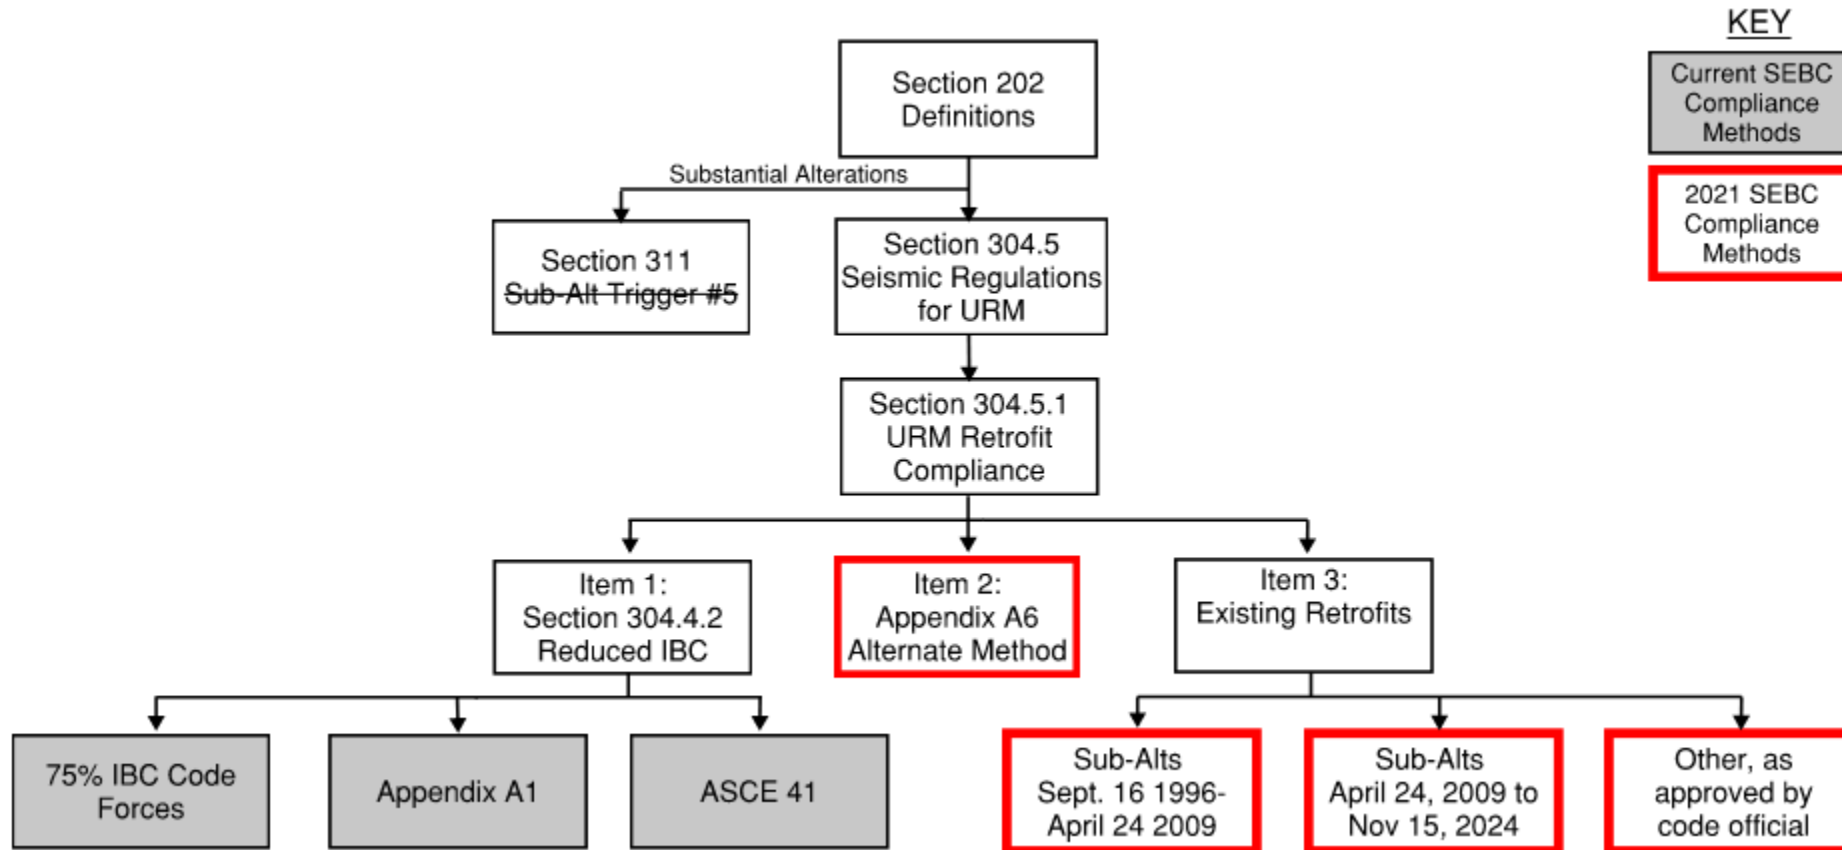 KEY
Current SEBC
Compliance
Methods
2021 SEBC
Compliance
Methods
Section 202
Definitions
Substantial Alterations
Section 311
Sub-Alt Trigger #5
Section 304.5
Seismic Regulations
for URM
Section 304.5.1
URM Retrofit
Compliance
Item 1:
Section 304.4.2
Reduced IBC
Item 2:
Appendix A6
Alternate Method
Item 3:
Existing Retrofits
75% IBC Code
Forces
Appendix A1
ASCE 41
Sub-Alts
Sept. 16 1996-
April 24 2009
Sub-Alts
April 24, 2009 to
Nov 15, 2024
Other, as
approved by
code official